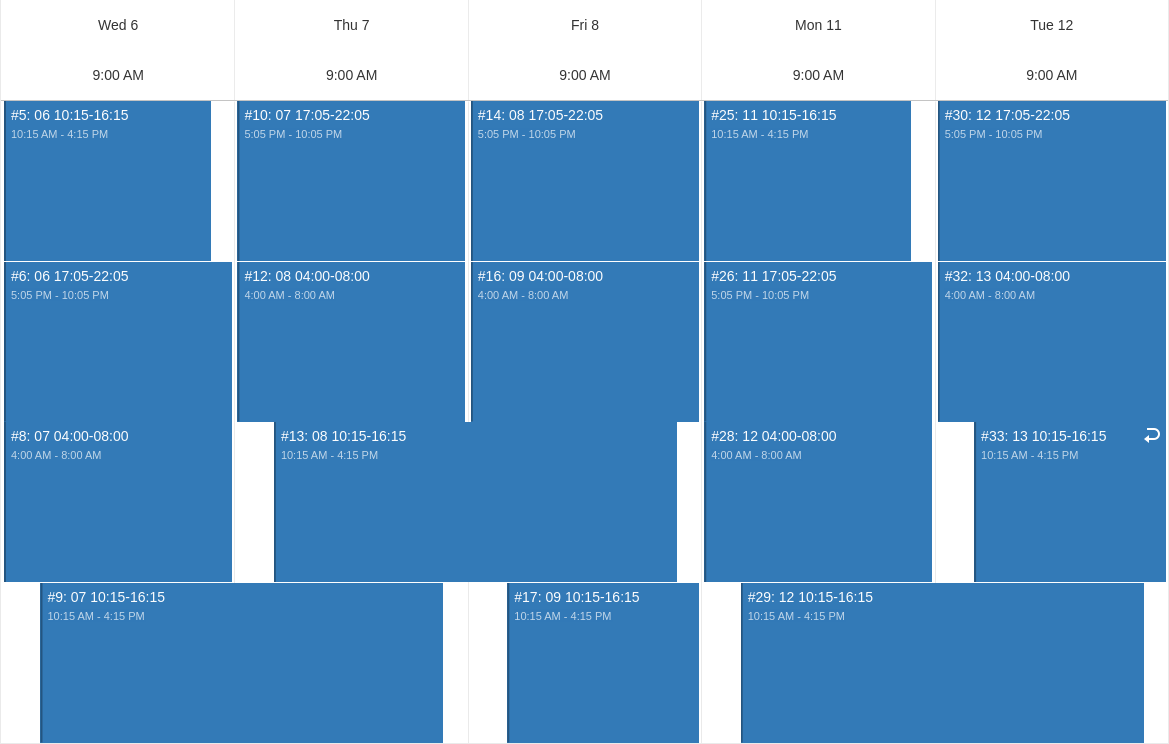 Wed 6
Thu 7
Fri 8
Mon 11
Tue 12
9:00 AM
9:00 AM
9:00 AM
9:00 AM
9:00 AM
#5: 06 10:15-16:15
10:15 AM - 4:15 PM
#10: 07 17:05-22:05
5:05 PM - 10:05 PM
#14: 08 17:05-22:05
5:05 PM - 10:05 PM
#25: 11 10:15-16:15
10:15 AM - 4:15 PM
#30: 12 17:05-22:05
5:05 PM - 10:05 PM
#6: 06 17:05-22:05
5:05 PM - 10:05 PM
#12: 08 04:00-08:00
4:00 AM - 8:00 AM
#16: 09 04:00-08:00
4:00 AM - 8:00 AM
#26: 11 17:05-22:05
5:05 PM - 10:05 PM
#32: 13 04:00-08:00
4:00 AM - 8:00 AM
#8: 07 04:00-08:00
4:00 AM - 8:00 AM
#13: 08 10:15-16:15
10:15 AM - 4:15 PM
#28: 12 04:00-08:00
4:00 AM - 8:00 AM
#33: 13 10:15-16:15
10:15 AM - 4:15 PM
#9: 07 10:15-16:15
10:15 AM - 4:15 PM
#17: 09 10:15-16:15
10:15 AM - 4:15 PM
#29: 12 10:15-16:15
10:15 AM - 4:15 PM